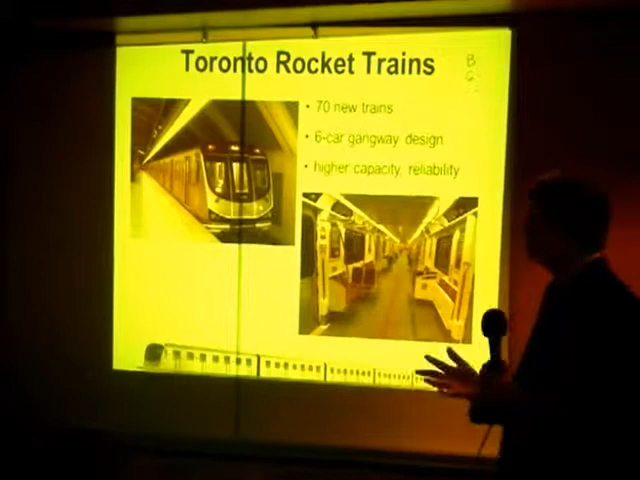 Toronto Rocket Trains
• 70 new trains
• 6-car gangway design
• higher capacity, reliability